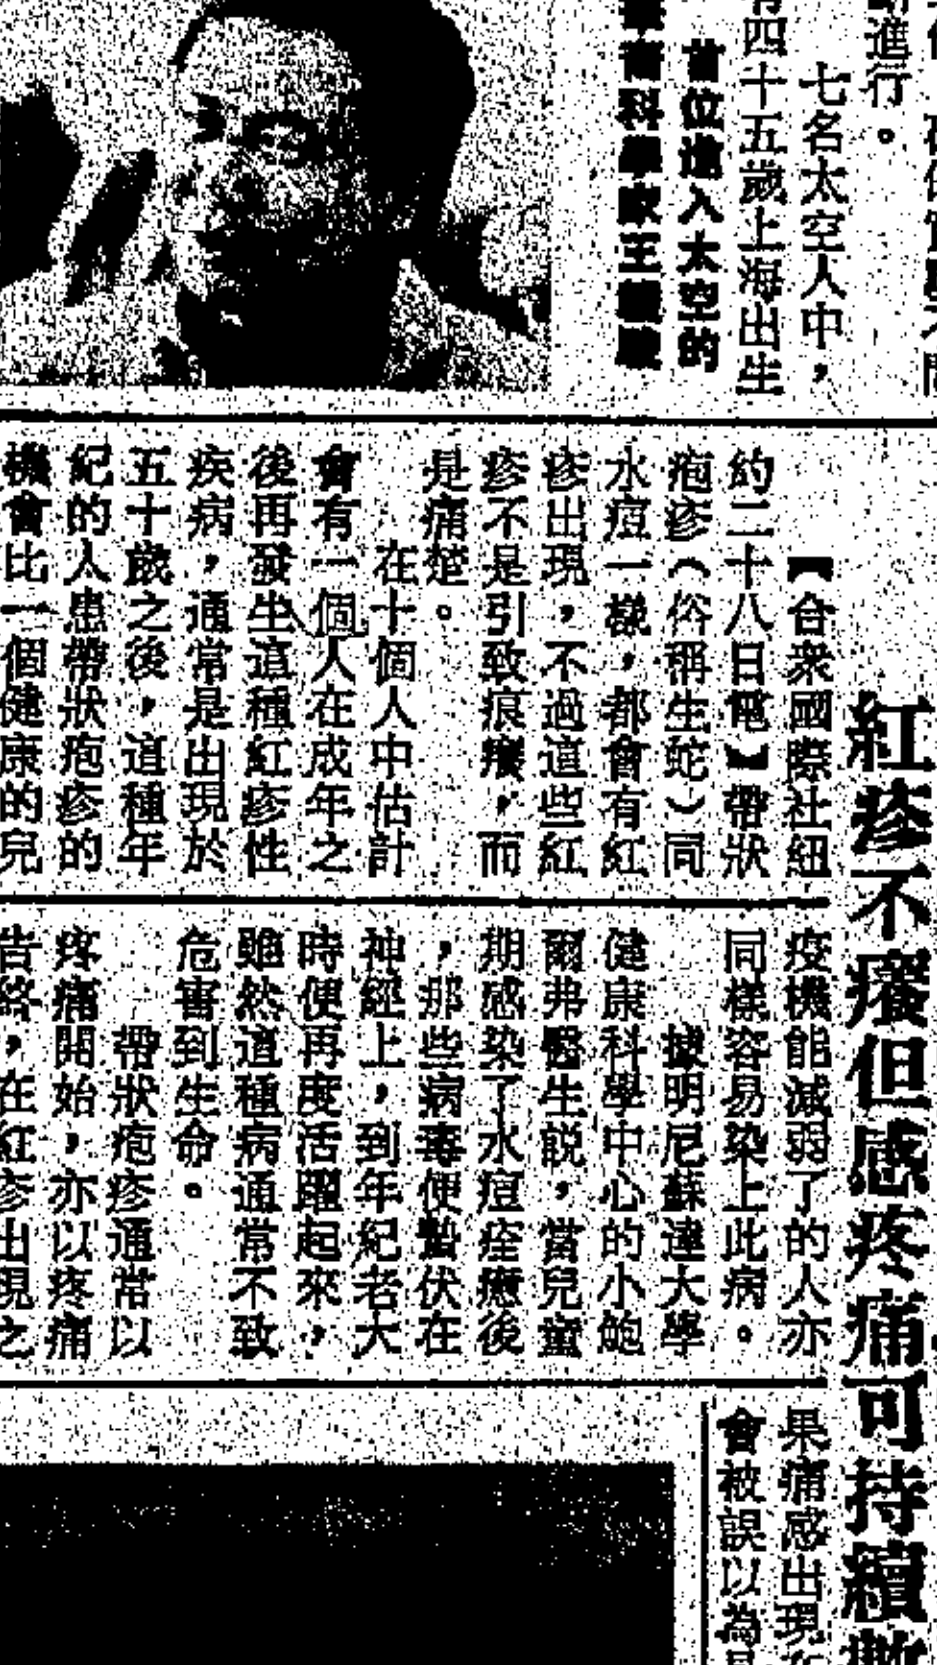 進行。
七名太空人中，
四十五歲上海出生
首位進入太空的
科學家王
紅疹不癢但感疼痛可持續數
【合衆國際社紐
約二十八日電】帶狀
疱疹（俗稱生蛇）同
水痘一樣，都會有紅
疹出現，不過這些紅
疹不是引致痕癢，而
是痛楚。
在十個人中估計
會有一個人在成年之
後再發生這種紅疹性
疾病，通常是出現於
五十歲之後，這種年
紀的人患帶狀疱疹的
機會比一個健康的兒
疫機能減弱了的人亦
同樣容易染上此病。
據明尼蘇達大學
健康科學中心的小鮑
爾弗醫生説，當兒童
期感染了水痘痊癒後
，那些病毒便蟄伏在
神經上，到年紀老大
時便再度活躍起來，
雖然這種病通常不致
危害到生命。
帶狀疱疹通常以
疼痛開始，亦以疼痛
告終，在紅疹出現之
果痛感出現在
會被誤以為是